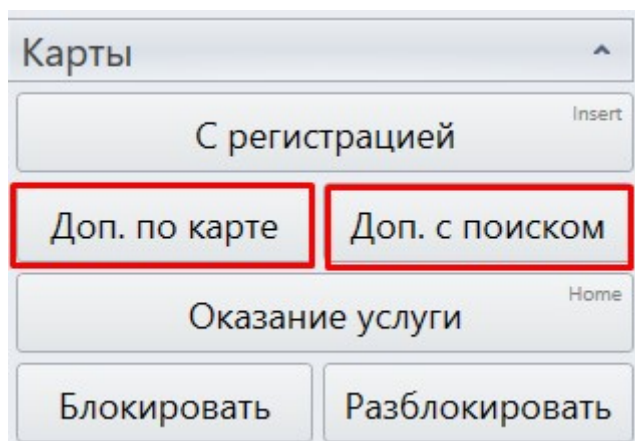 Карты
С регистрацией Insert
Доп. по карте Доп. с поиском
Оказание услуги Home
Блокировать Разблокировать